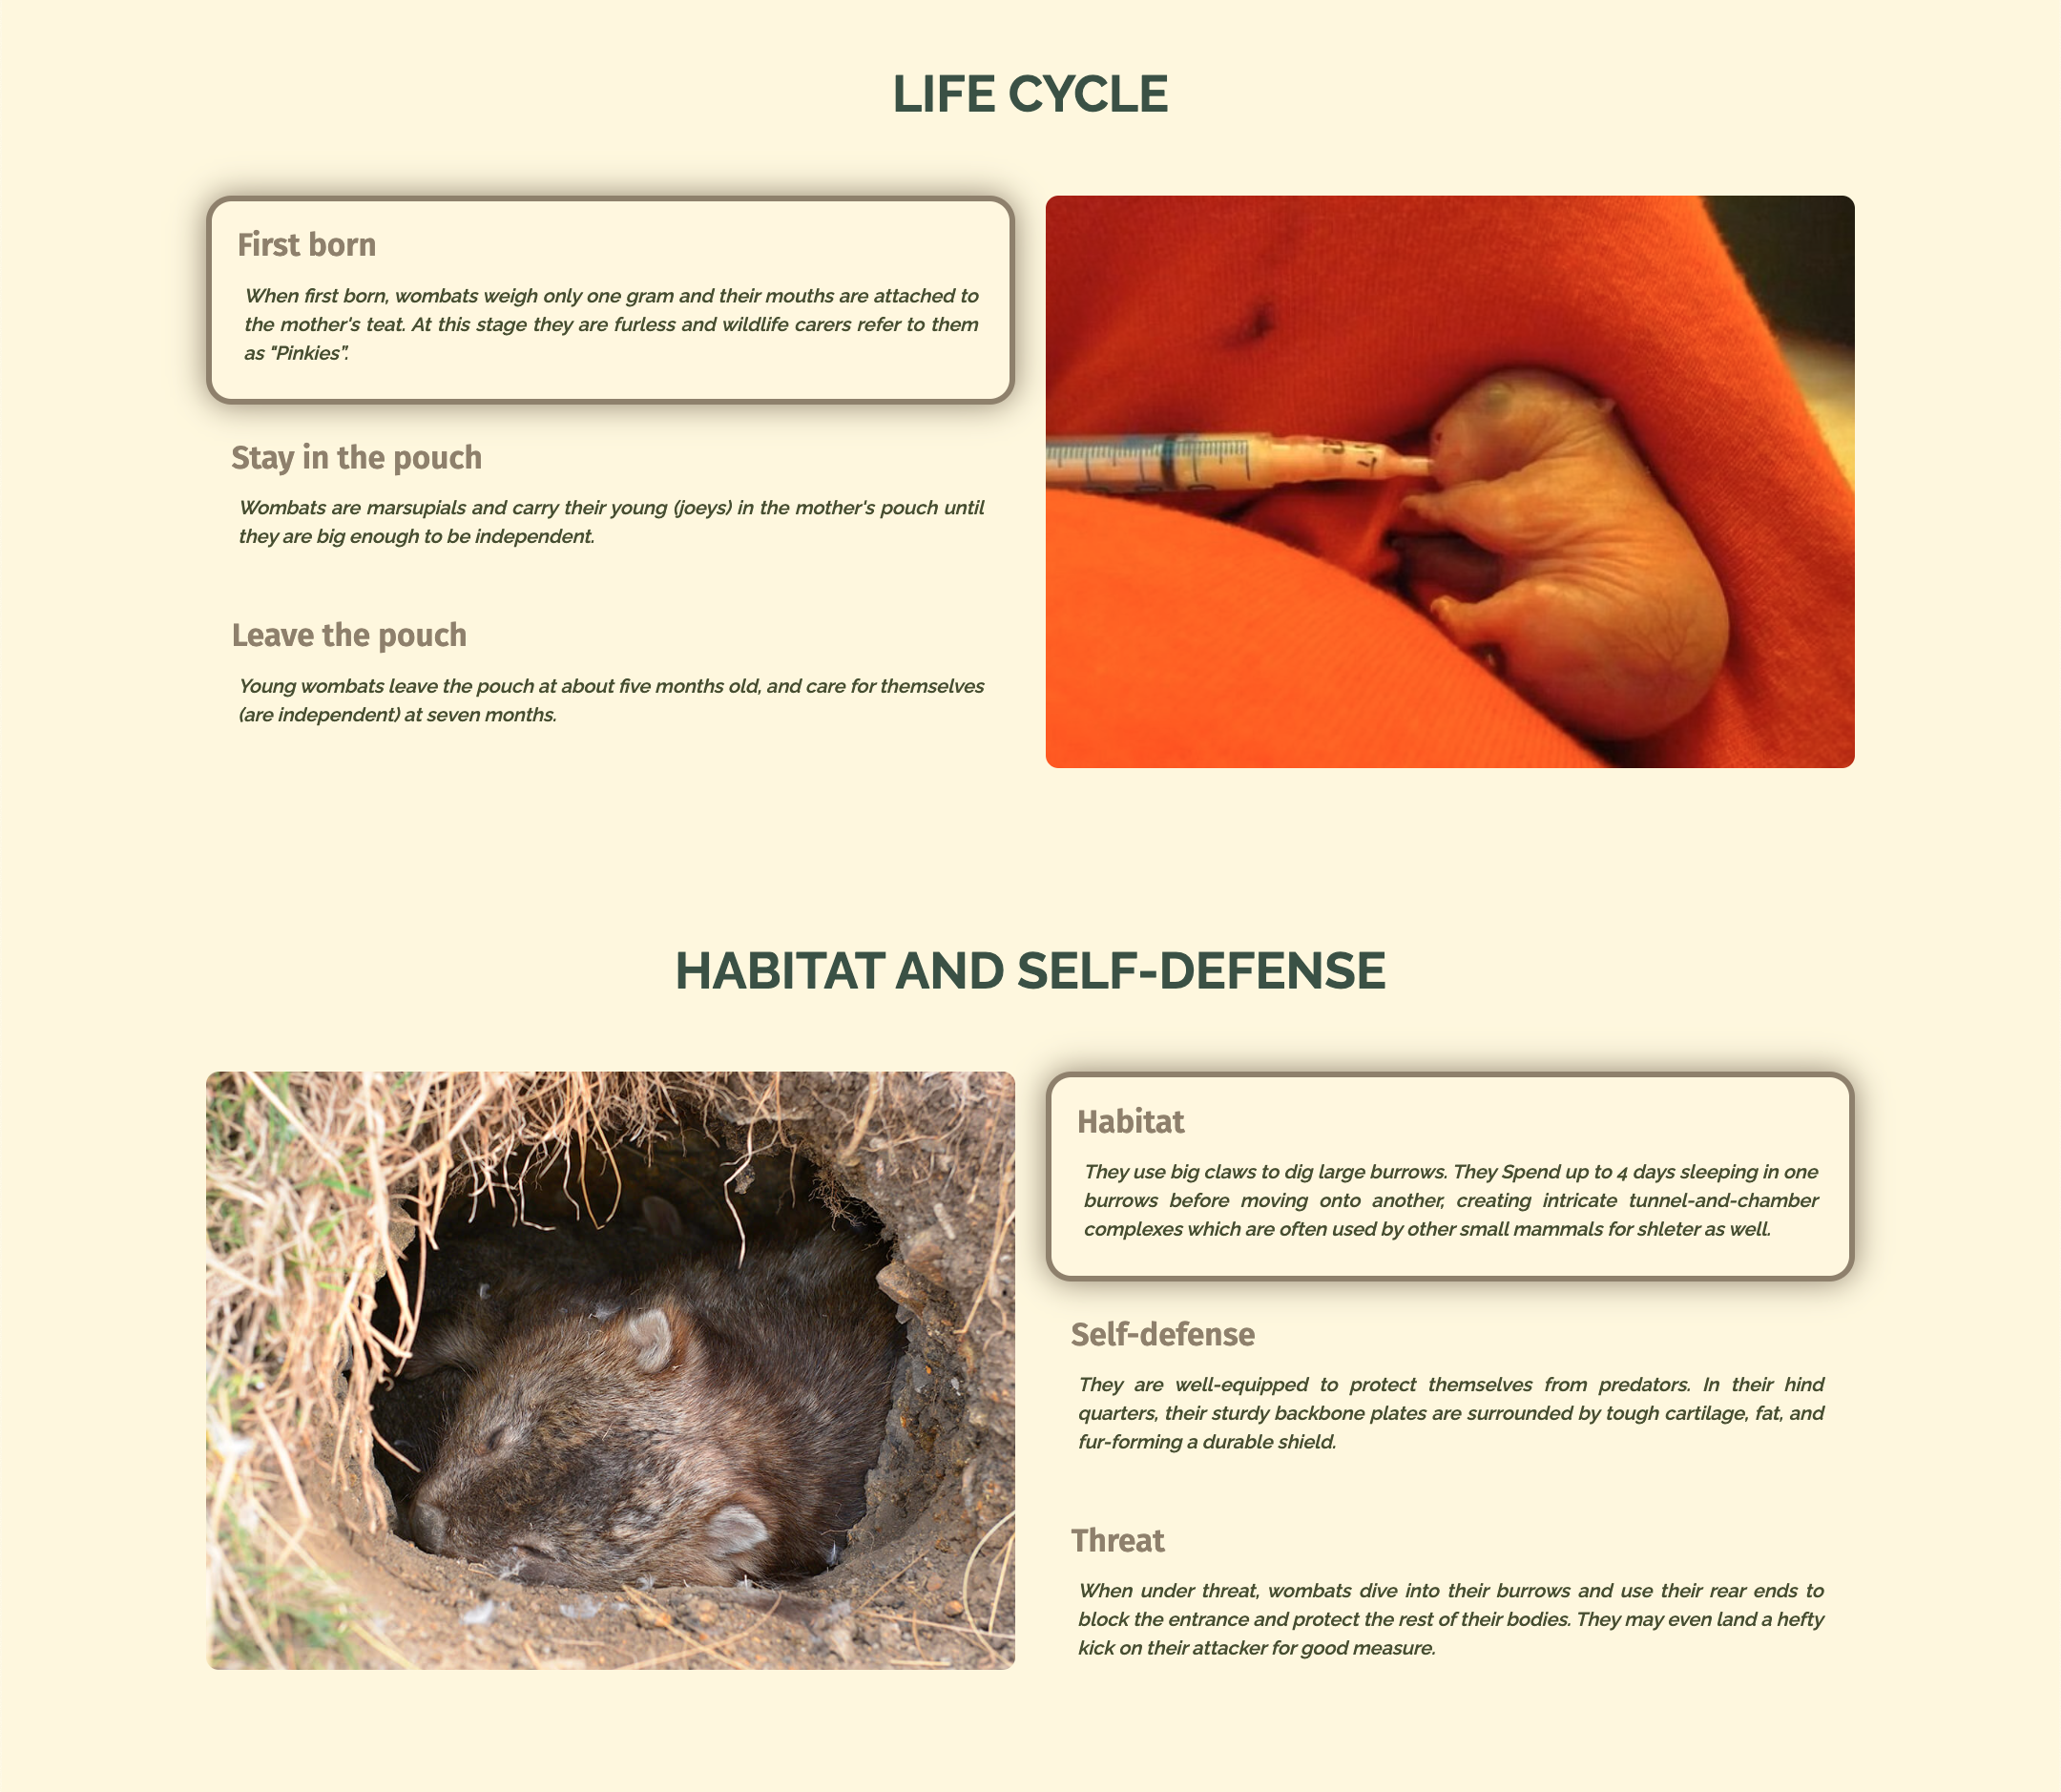 LIFE CYCLE
First born
When first born, wombats weigh only one gram and their mouths are attached to
the mother's teat. At this stage they are furless and wildlife carers refer to them
as "Pinkies”.
Stay in the pouch
Wombats are marsupials and carry their young (joeys) in the mother's pouch until
they are big enough to be independent.
Leave the pouch
Young wombats leave the pouch at about five months old, and care for themselves
(are independent) at seven months.
HABITAT AND SELF-DEFENSE
Habitat
They use big claws to dig large burrows. They Spend up to 4 days sleeping in one
burrows before moving onto another, creating intricate tunnel-and-chamber
complexes which are often used by other small mammals for shleter as well.
Self-defense
They are well-equipped to protect themselves from predators. In their hind
quarters, their sturdy backbone plates are surrounded by tough cartilage, fat, and
fur-forming a durable shield.
Threat
When under threat, wombats dive into their burrows and use their rear ends to
block the entrance and protect the rest of their bodies. They may even land a hefty
kick on their attacker for good measure.